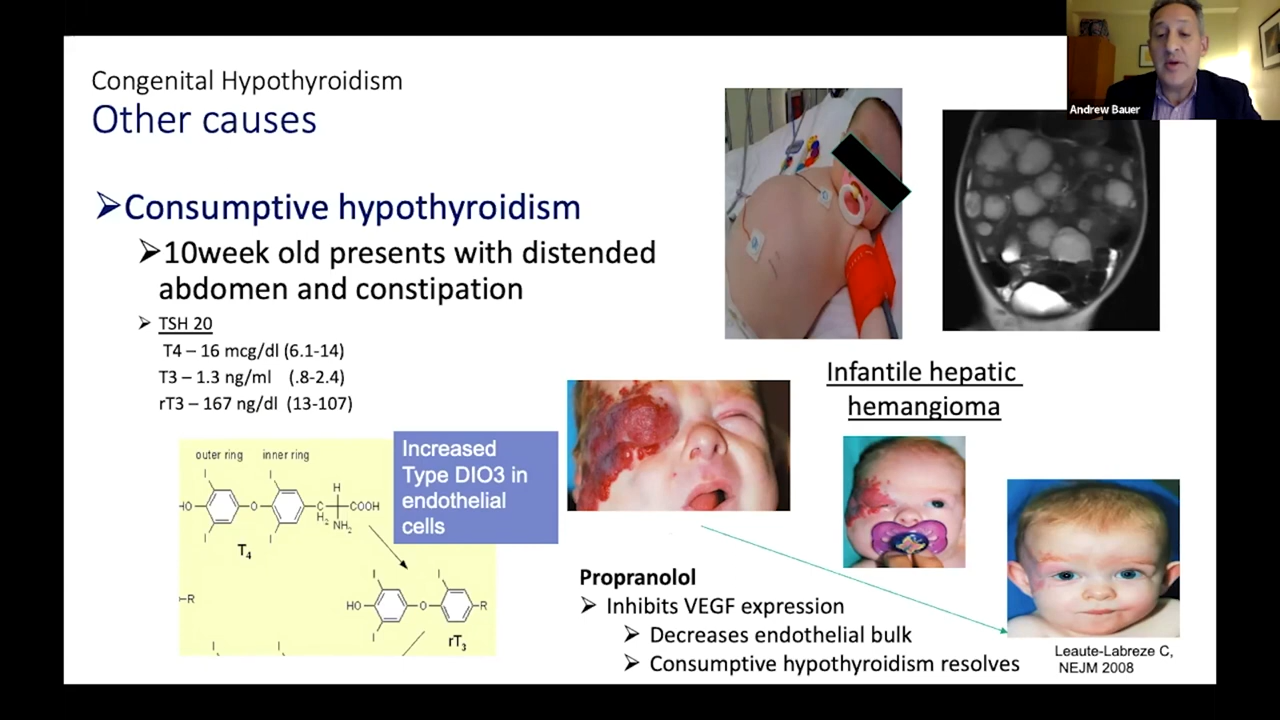 Congenital Hypothyroidism
Other causes
Andrew Bauer
➢Consumptive hypothyroidism
➢10week old presents with distended
abdomen and constipation
➢ TSH 20
T4 – 16 mcg/dl (6.1-14)
T3 – 1.3 ng/ml (.8-2.4)
rT3 – 167 ng/dl (13-107)
Infantile hepatic
hemangioma
Increased
Type DIO3 in
endothelial
cells
outer ring inner ring
I I H
HO O C COOH
H₂ NH₂
I I
T₄
I I
HO O R
I
rT₃
–R
I I
Propranolol
➢ Inhibits VEGF expression
➢ Decreases endothelial bulk
➢ Consumptive hypothyroidism resolves
Leaute-Labreze C,
NEJM 2008